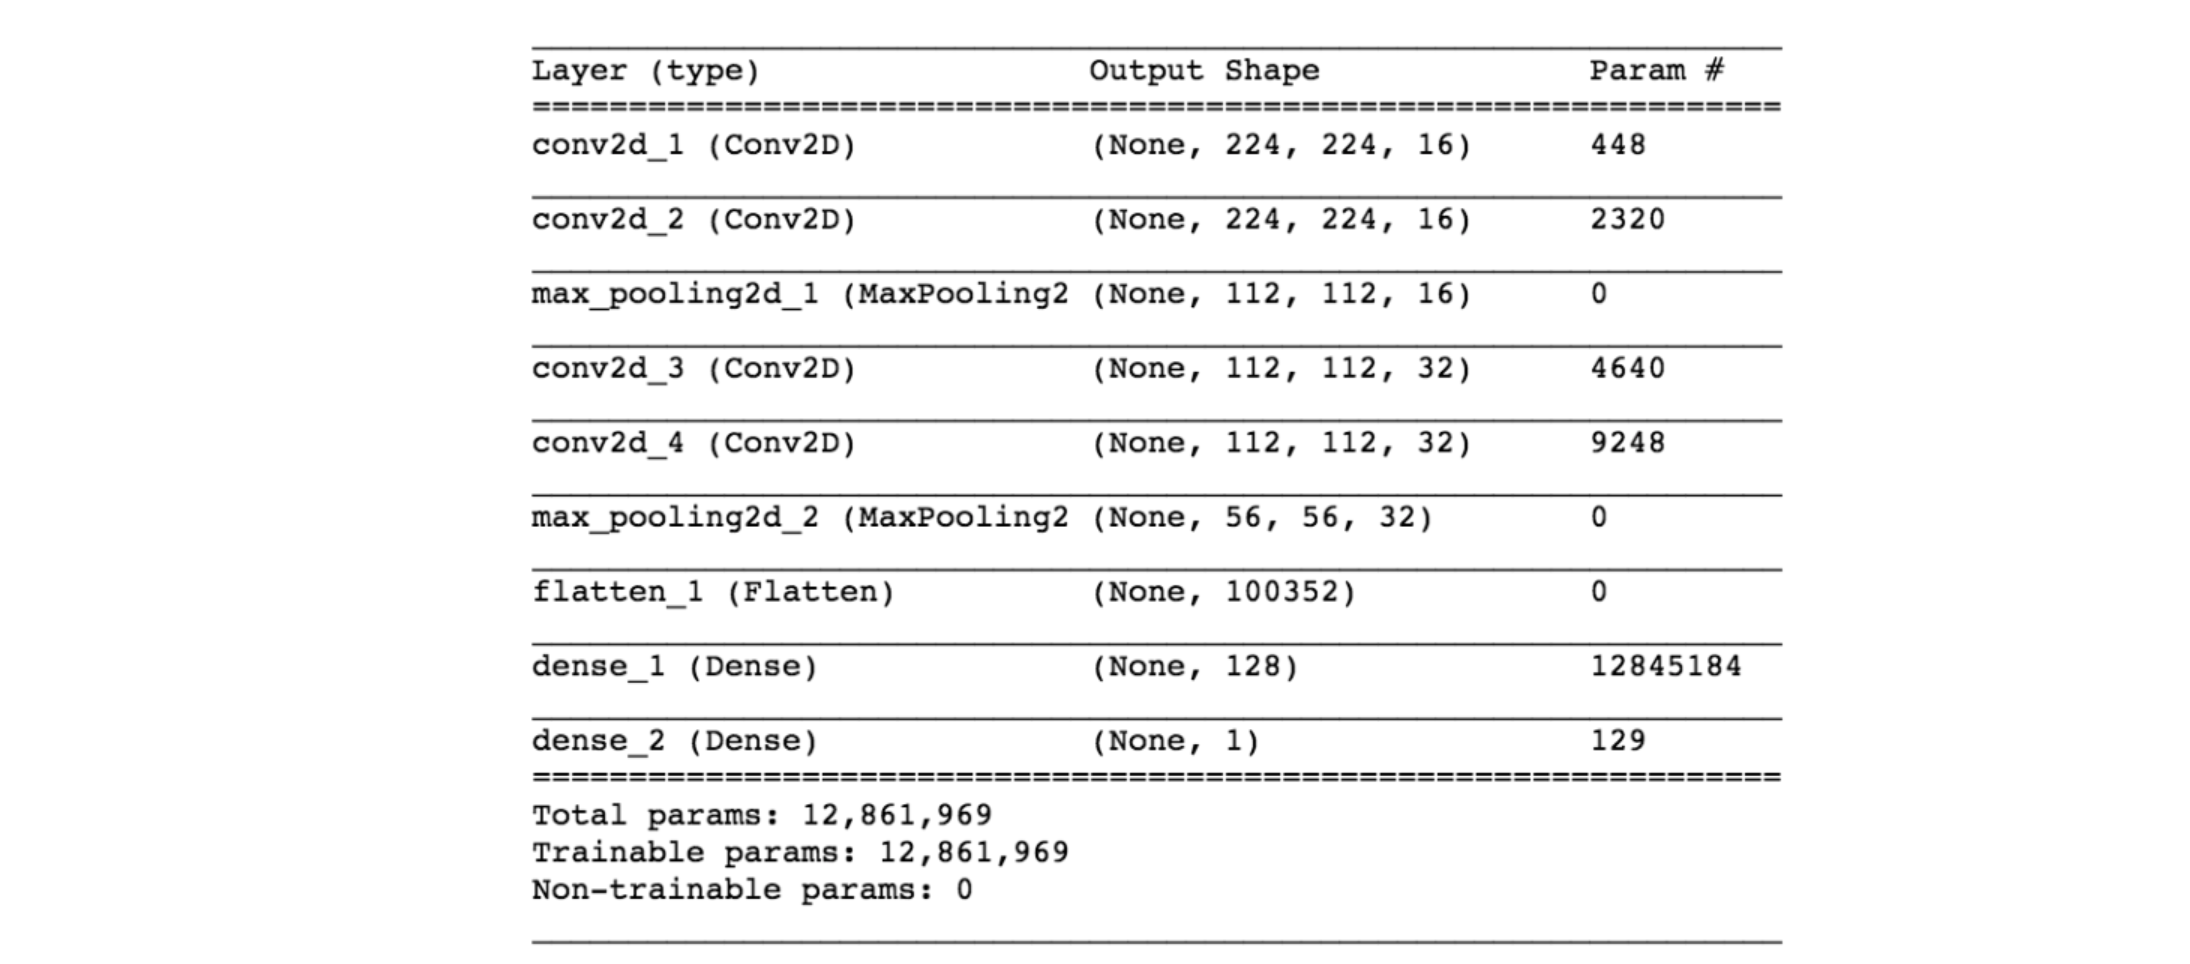 Layer (type) Output Shape Param #
=================================================================
conv2d_1 (Conv2D) (None, 224, 224, 16) 448
conv2d_2 (Conv2D) (None, 224, 224, 16) 2320
max_pooling2d_1 (MaxPooling2 (None, 112, 112, 16) 0
conv2d_3 (Conv2D) (None, 112, 112, 32) 4640
conv2d_4 (Conv2D) (None, 112, 112, 32) 9248
max_pooling2d_2 (MaxPooling2 (None, 56, 56, 32) 0
flatten_1 (Flatten) (None, 100352) 0
dense_1 (Dense) (None, 128) 12845184
dense_2 (Dense) (None, 1) 129
=================================================================
Total params: 12,861,969
Trainable params: 12,861,969
Non-trainable params: 0